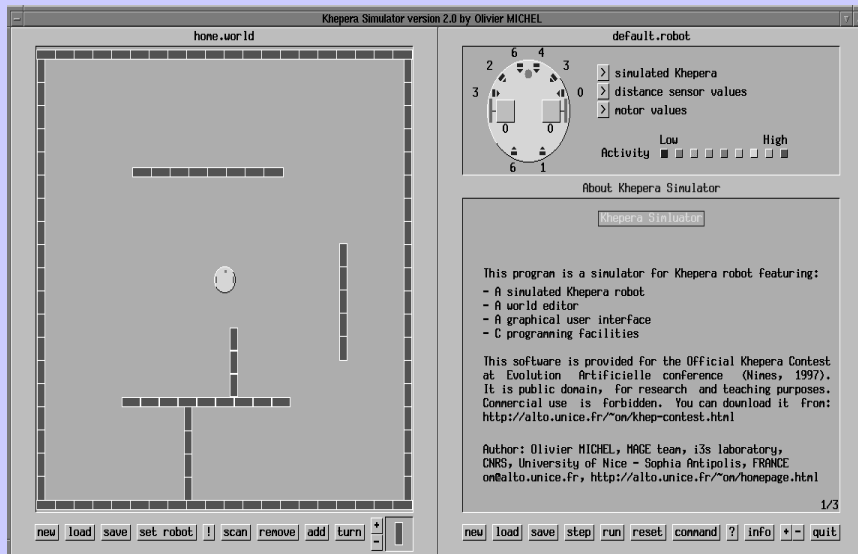 Khepera Simulator version 2.0 by Olivier MICHEL
home.world
default.robot
6 4
2 3
3 0
0 0
6 1
> simulated Khepera
> distance sensor values
> motor values
Low High
Activity
About Khepera Simulator
Khepera Simluator
This program is a simulator for Khepera robot featuring:
- A simulated Khepera robot
- A world editor
- A graphical user interface
- C programming facilities
This software is provided for the Official Khepera Contest
at Evolution Artificielle conference (Nimes, 1997).
It is public domain, for research and teaching purposes.
Commercial use is forbidden. You can download it from:
http://alto.unice.fr/~om/khep-contest.html
Author: Olivier MICHEL, MAGE team, i3s laboratory,
CNRS, University of Nice - Sophia Antipolis, FRANCE
om@alto.unice.fr, http://alto.unice.fr/~om/homepage.html
1/3
new load save set robot ! scan remove add turn + -
new load save step run reset command ? info + - quit